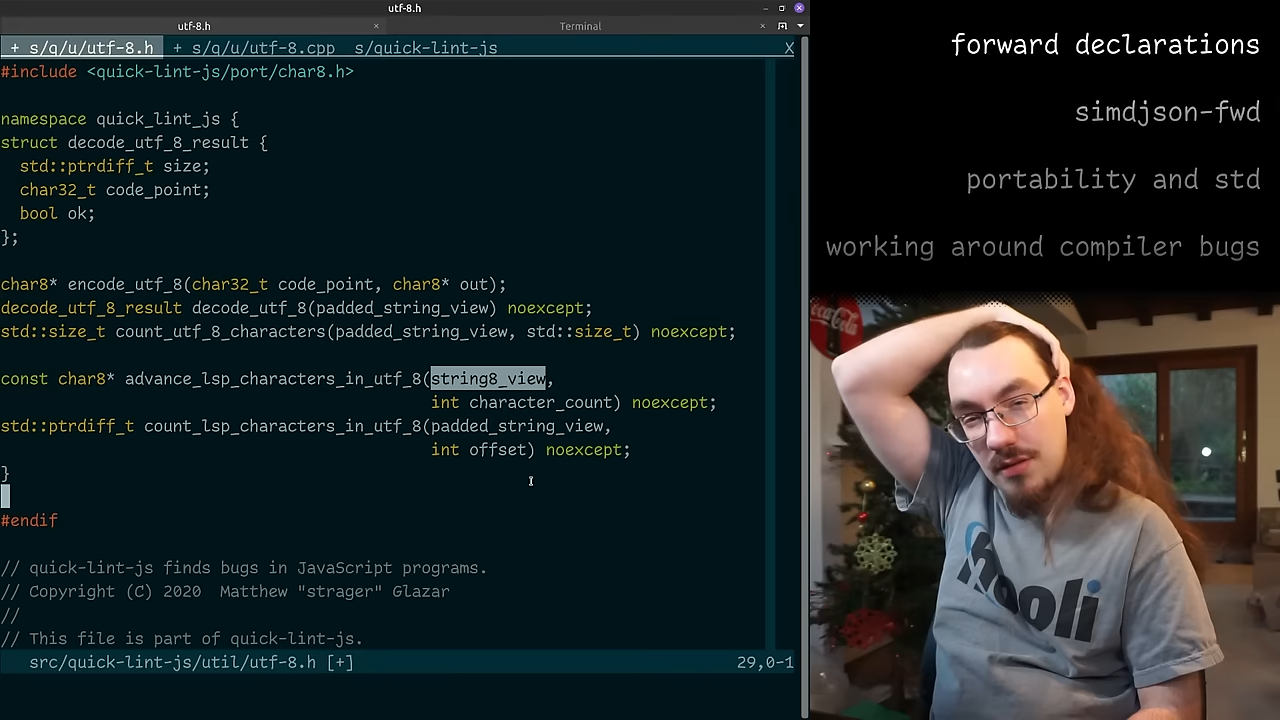 utf-8.h
utf-8.h × Terminal ×
+ s/q/u/utf-8.h + s/q/u/utf-8.cpp s/quick-lint-js X
#include <quick-lint-js/port/char8.h>
namespace quick_lint_js {
struct decode_utf_8_result {
std::ptrdiff_t size;
char32_t code_point;
bool ok;
};
char8* encode_utf_8(char32_t code_point, char8* out);
decode_utf_8_result decode_utf_8(padded_string_view) noexcept;
std::size_t count_utf_8_characters(padded_string_view, std::size_t) noexcept;
const char8* advance_lsp_characters_in_utf_8(string8_view,
int character_count) noexcept;
std::ptrdiff_t count_lsp_characters_in_utf_8(padded_string_view,
int offset) noexcept;
}
#endif
// quick-lint-js finds bugs in JavaScript programs.
// Copyright (C) 2020  Matthew "strager" Glazar
//
// This file is part of quick-lint-js.
src/quick-lint-js/util/utf-8.h [+] 29,0-1
forward declarations
simdjson-fwd
portability and std
working around compiler bugs
Coca-Cola
Hooli